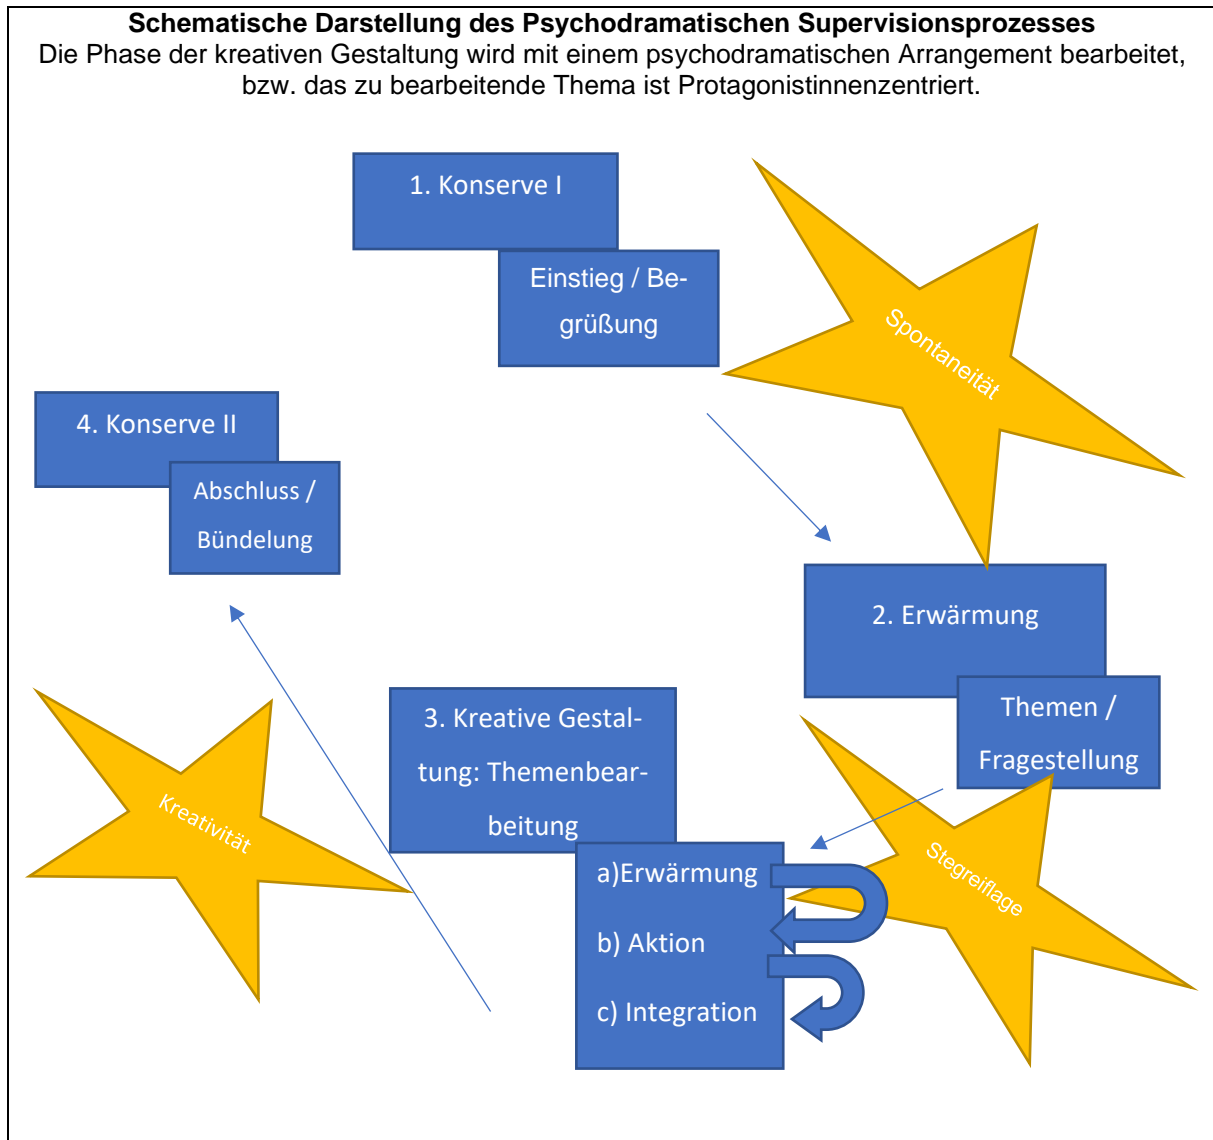 Schematische Darstellung des Psychodramatischen Supervisionsprozesses
Die Phase der kreativen Gestaltung wird mit einem psychodramatischen Arrangement bearbeitet,
bzw. das zu bearbeitende Thema ist Protagonistinnenzentriert.
1. Konserve I
Einstieg / Be-
grüßung
Spontaneität
4. Konserve II
Abschluss /
Bündelung
2. Erwärmung
Themen /
Fragestellung
3. Kreative Gestal-
tung: Themenbear-
beitung
Kreativität
Stegreiflage
a)Erwärmung
b) Aktion
c) Integration